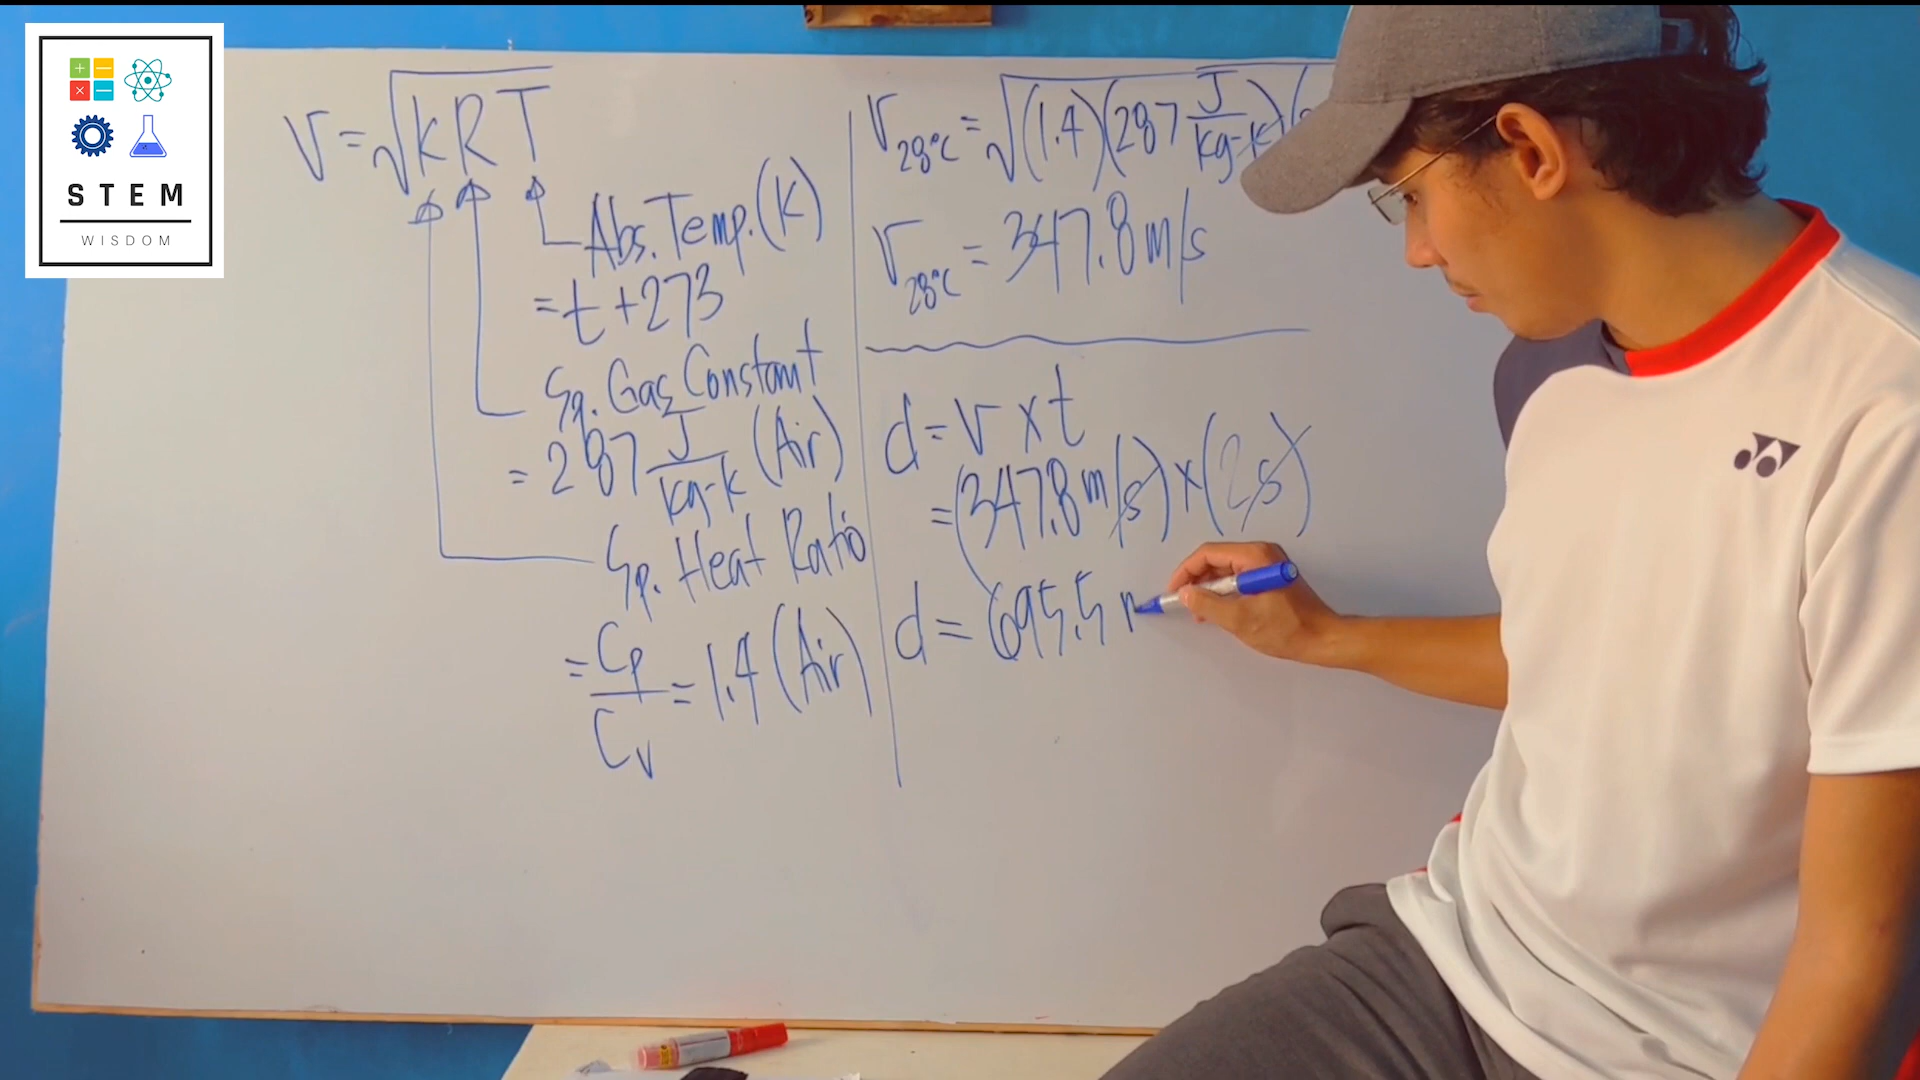 STEM
WISDOM
V = √kRT
Abs. Temp. (K)
= t + 273
Sp. Gas Constant
= 287 J/kg-K (Air)
Sp. Heat Ratio
= Cp/Cv = 1.4 (Air)
V28°C = √(1.4)(287 J/kg-K)(
V28°C = 347.8 m/s
d = v x t
= (347.8 m/s) x (2s)
d = 695.5